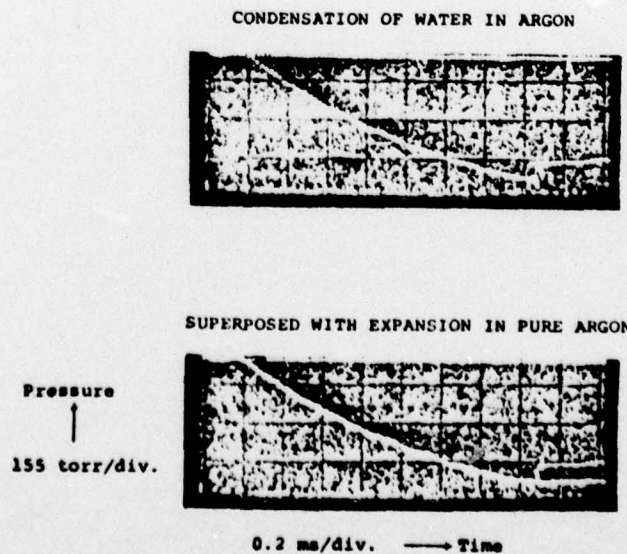 CONDENSATION OF WATER IN ARGON
SUPERPOSED WITH EXPANSION IN PURE ARGON
Pressure
155 torr/div.
0.2 ms/div. ⟶ Time